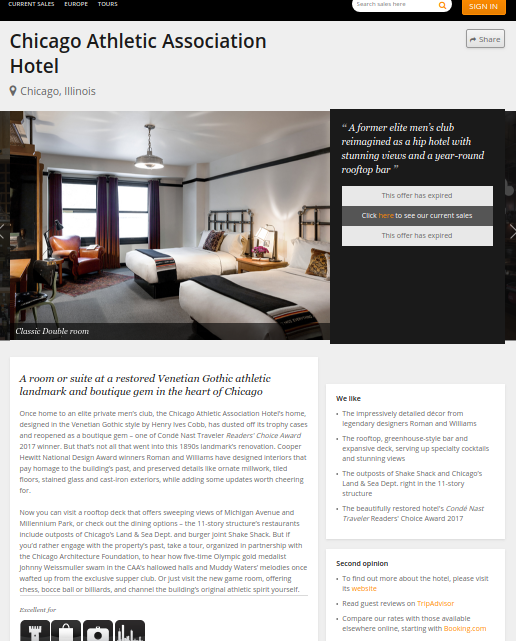 CURRENT SALES EUROPE TOURS
Search sales here
SIGN IN
Chicago Athletic Association
Hotel
Share
Chicago, Illinois
“ A former elite men's club
reimagined as a hip hotel with
stunning views and a year-round
rooftop bar ”
This offer has expired
Click here to see our current sales
This offer has expired
Classic Double room
A room or suite at a restored Venetian Gothic athletic
landmark and boutique gem in the heart of Chicago
Once home to an elite private men's club, the Chicago Athletic Association Hotel's home,
designed in the Venetian Gothic style by Henry Ives Cobb, has dusted off its trophy cases
and reopened as a boutique gem – one of Condé Nast Traveler Readers' Choice Award
2017 winner. But that's not all that went into this 1890s landmark's renovation. Cooper
Hewitt National Design Award winners Roman and Williams have designed interiors that
pay homage to the building's past, and preserved details like ornate millwork, tiled
floors, stained glass and cast-iron exteriors, while adding some updates worth cheering
for.
Now you can visit a rooftop deck that offers sweeping views of Michigan Avenue and
Millennium Park, or check out the dining options – the 11-story structure's restaurants
include outposts of Chicago's Land & Sea Dept. and burger joint Shake Shack. But if
you'd rather engage with the property's past, take a tour, organized in partnership with
the Chicago Architecture Foundation, to hear how five-time Olympic gold medalist
Johnny Weissmuller swam in the CAA's hallowed halls and Muddy Waters' melodies once
wafted up from the exclusive supper club. Or just visit the new game room, offering
chess, bocce ball or billiards, and channel the building's original athletic spirit yourself.
Excellent for
We like
• The impressively detailed décor from
legendary designers Roman and Williams
• The rooftop, greenhouse-style bar and
expansive deck, serving up specialty cocktails
and stunning views
• The outposts of Shake Shack and Chicago's
Land & Sea Dept. right in the 11-story
structure
• The beautifully restored hotel's Condé Nast
Traveler Readers' Choice Award 2017
Second opinion
• To find out more about the hotel, please visit
its website
• Read guest reviews on TripAdvisor
• Compare our rates with those available
elsewhere online, starting with Booking.com